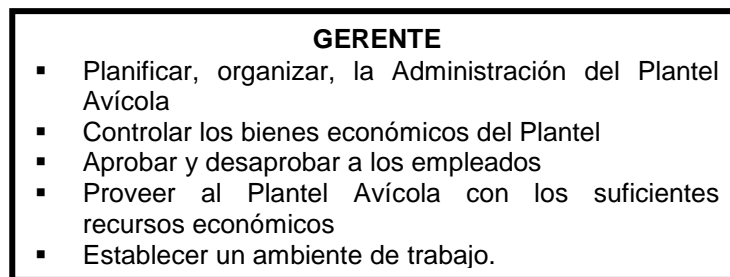 GERENTE
▪ Planificar, organizar, la Administración del Plantel
Avícola
▪ Controlar los bienes económicos del Plantel
▪ Aprobar y desaprobar a los empleados
▪ Proveer al Plantel Avícola con los suficientes
recursos económicos
▪ Establecer un ambiente de trabajo.